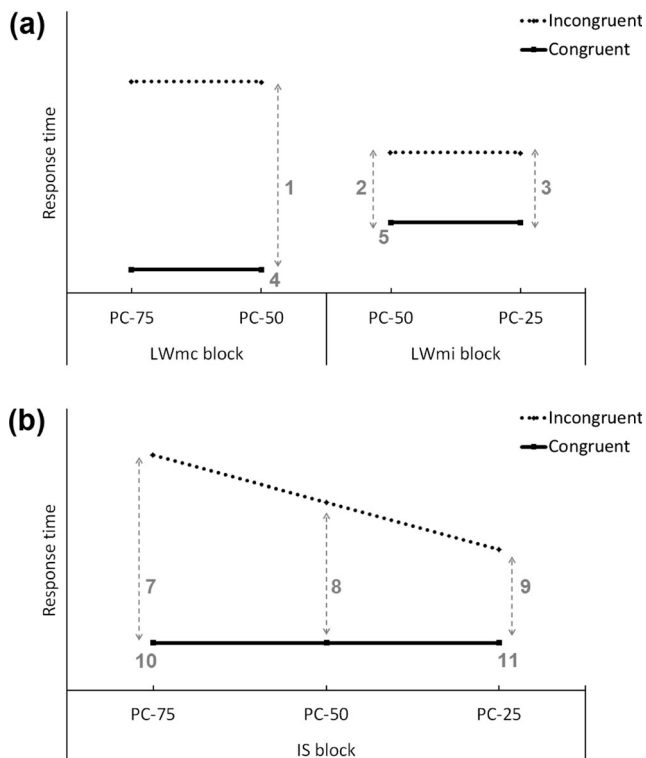 (a)
Incongruent
Congruent
Response time
1
2
3
4
5
PC-75
PC-50
PC-50
PC-25
LWmc block
LWmi block
(b)
Incongruent
Congruent
Response time
7
8
9
10
11
PC-75
PC-50
PC-25
IS block